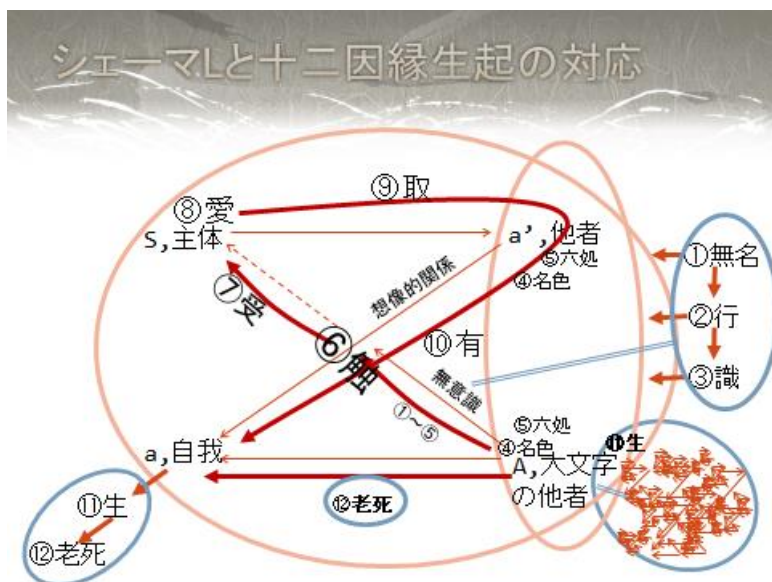 シェーマLと十二因縁生起の対応
⑨取
⑧愛
S,主体
a’,他者
⑤六処
④名色
①無名
②行
③識
想像的関係
⑦受
⑥触
⑩有
無意識
①～⑤
⑤六処
④名色
a,自我
A,大文字
の他者
⑪生
⑫老死
⑪生
⑫老死